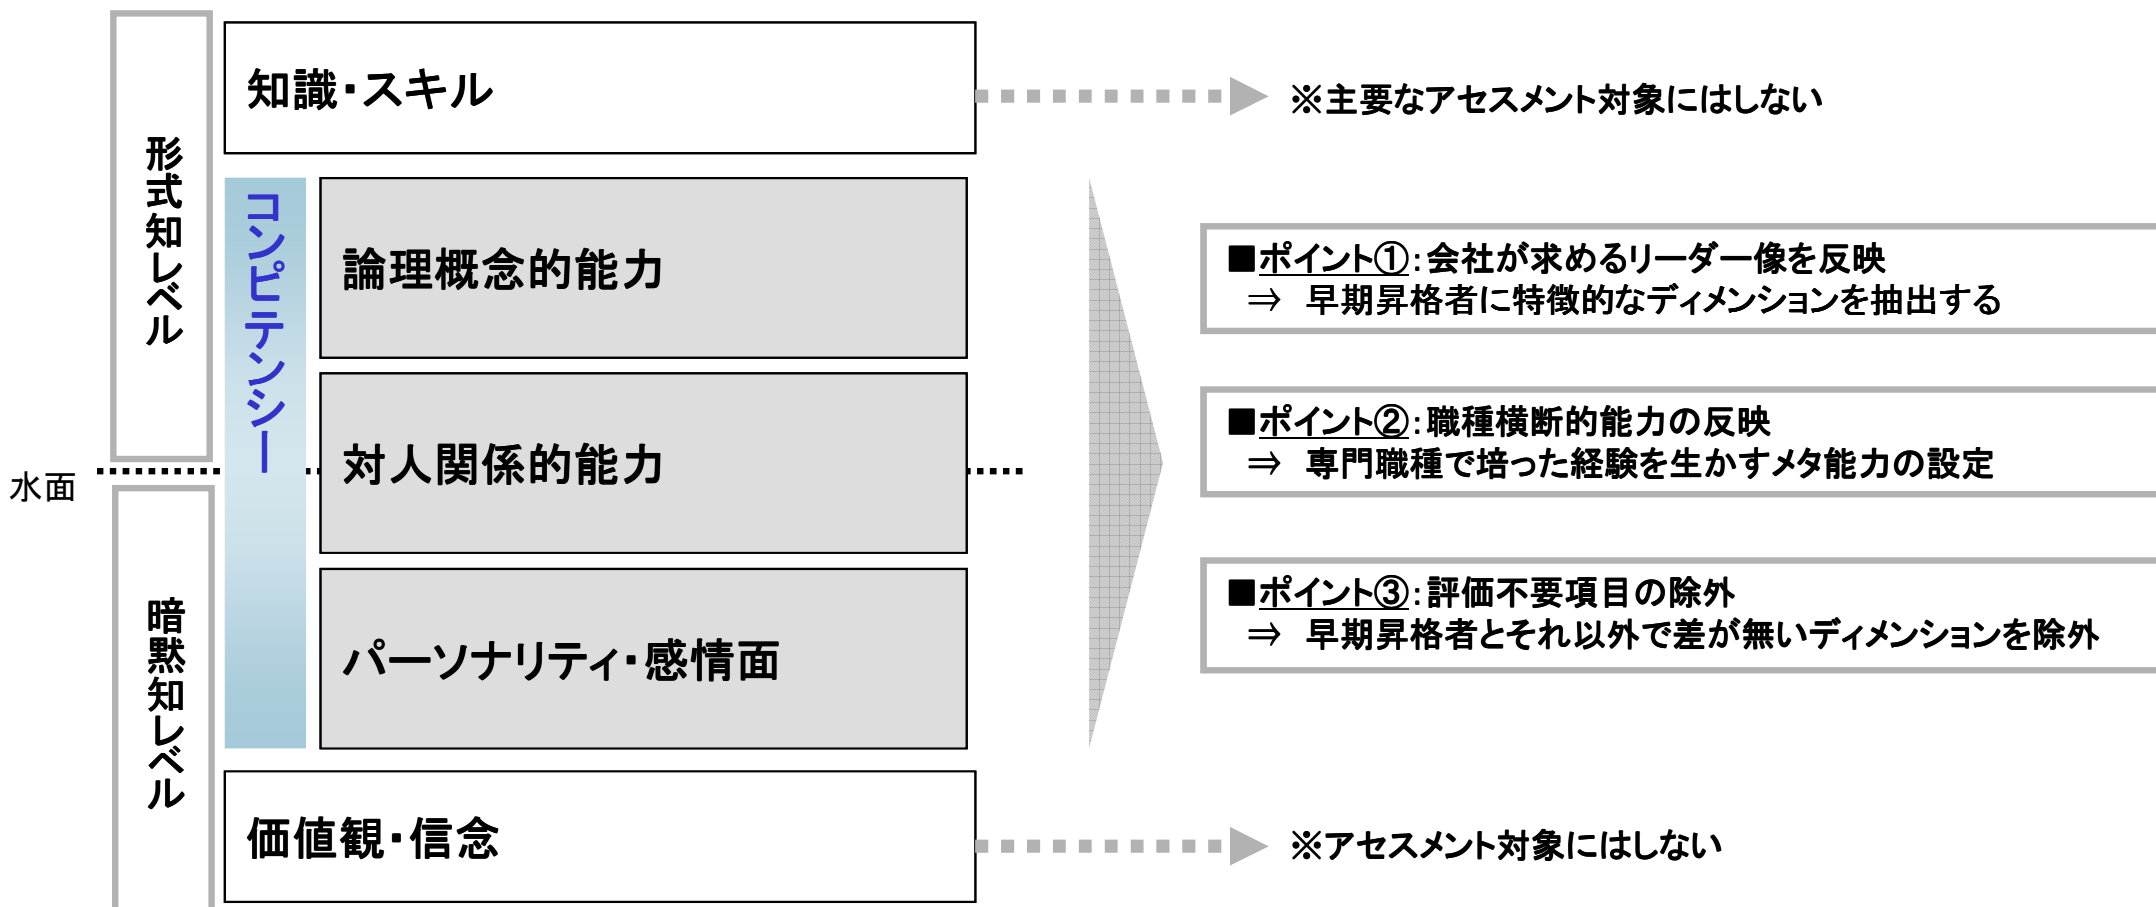 形式知レベル
知識・スキル
※主要なアセスメント対象にはしない
コンピテンシー
論理概念的能力
対人関係的能力
パーソナリティ・感情面
■ポイント①：会社が求めるリーダー像を反映
⇒ 早期昇格者に特徴的なディメンションを抽出する
■ポイント②：職種横断的能力の反映
⇒ 専門職種で培った経験を生かすメタ能力の設定
■ポイント③：評価不要項目の除外
⇒ 早期昇格者とそれ以外で差が無いディメンションを除外
水面
暗黙知レベル
価値観・信念
※アセスメント対象にはしない